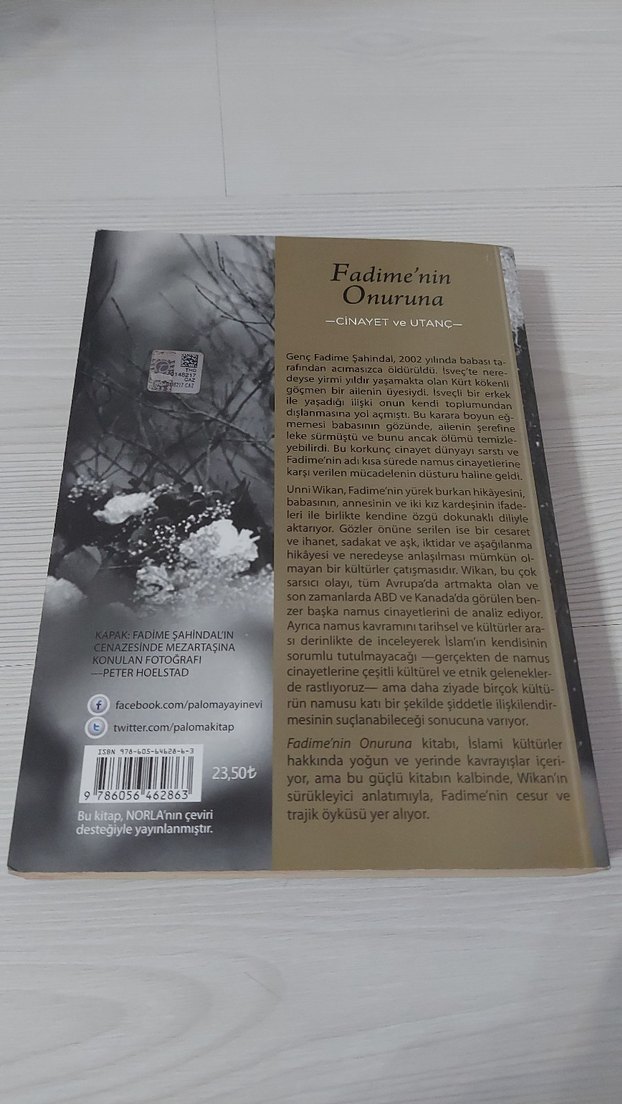 Fadime'nin
Onuruna
—CİNAYET ve UTANÇ—
Genç Fadime Şahindal, 2002 yılında babası ta-
rafından acımasızca öldürüldü. İsveç'te nere-
deyse yirmi yıldır yaşamakta olan Kürt kökenli
göçmen bir ailenin üyesiydi. İsveçli bir erkek
ile yaşadığı ilişki onun kendi toplumundan
dışlanmasına yol açmıştı. Bu karara boyun eğ-
memesi babasının gözünde, ailenin şerefine
leke sürmüştü ve bunu ancak ölümü temizle-
yebilirdi. Bu korkunç cinayet dünyayı sarstı ve
Fadime'nin adı kısa sürede namus cinayetlerine
karşı verilen mücadelenin düsturu haline geldi.
Unni Wikan, Fadime'nin yürek burkan hikâyesini,
babasının, annesinin ve iki kız kardeşinin ifade-
leri ile birlikte kendine özgü dokunaklı diliyle
aktarıyor. Gözler önüne serilen ise bir cesaret
ve ihanet, sadakat ve aşk, iktidar ve aşağılanma
hikâyesi ve neredeyse anlaşılması mümkün ol-
mayan bir kültürler çatışmasıdır. Wikan, bu çok
sarsıcı olayı, tüm Avrupa'da artmakta olan ve
son zamanlarda ABD ve Kanada'da görülen ben-
zer başka namus cinayetlerini de analiz ediyor.
Ayrıca namus kavramını tarihsel ve kültürler ara-
sı derinlikte de inceleyerek İslam'ın kendisinin
sorumlu tutulmayacağı —gerçekten de namus
cinayetlerine çeşitli kültürel ve etnik gelenekler-
de rastlıyoruz— ama daha ziyade birçok kültü-
rün namusu katı bir şekilde şiddetle ilişkilendir-
mesinin suçlanabileceği sonucuna varıyor.
Fadime'nin Onuruna kitabı, İslami kültürler
hakkında yoğun ve yerinde kavrayışlar içeri-
yor, ama bu güçlü kitabın kalbinde, Wikan'ın
sürükleyici anlatımıyla, Fadime'nin cesur ve
trajik öyküsü yer alıyor.
KAPAK: FADİME ŞAHİNDAL'IN
CENAZESİNDE MEZARTAŞINA
KONULAN FOTOĞRAFI
—PETER HOELSTAD
facebook.com/palomayayinevi
twitter.com/palomakitap
ISBN 978-605-64628-6-3
9 786056 462863
23,50₺
Bu kitap, NORLA'nın çeviri
desteğiyle yayınlanmıştır.